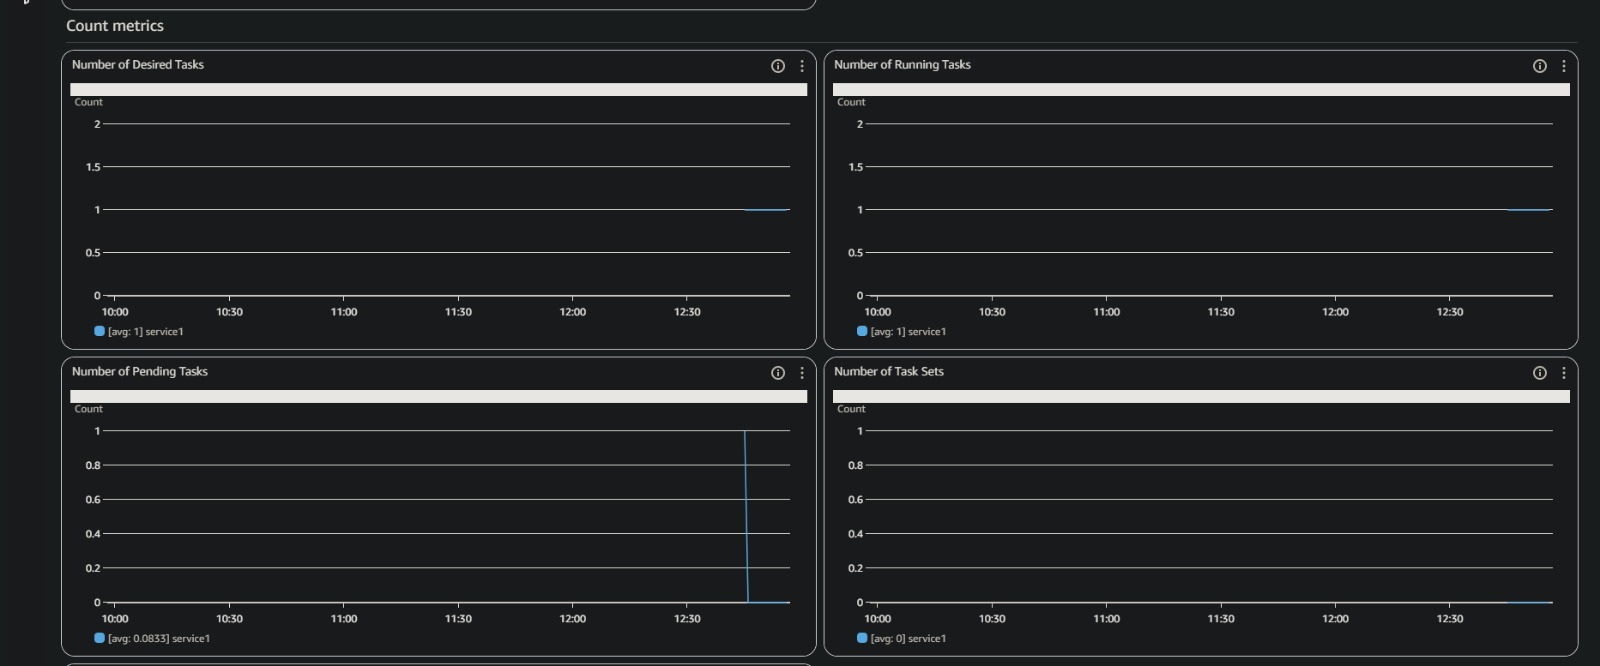 Count metrics
Number of Desired Tasks
Count
2
1.5
1
0.5
0
10:00 10:30 11:00 11:30 12:00 12:30
[avg: 1] service1
Number of Running Tasks
Count
2
1.5
1
0.5
0
10:00 10:30 11:00 11:30 12:00 12:30
[avg: 1] service1
Number of Pending Tasks
Count
1
0.8
0.6
0.4
0.2
0
10:00 10:30 11:00 11:30 12:00 12:30
[avg: 0.0833] service1
Number of Task Sets
Count
1
0.8
0.6
0.4
0.2
0
10:00 10:30 11:00 11:30 12:00 12:30
[avg: 0] service1